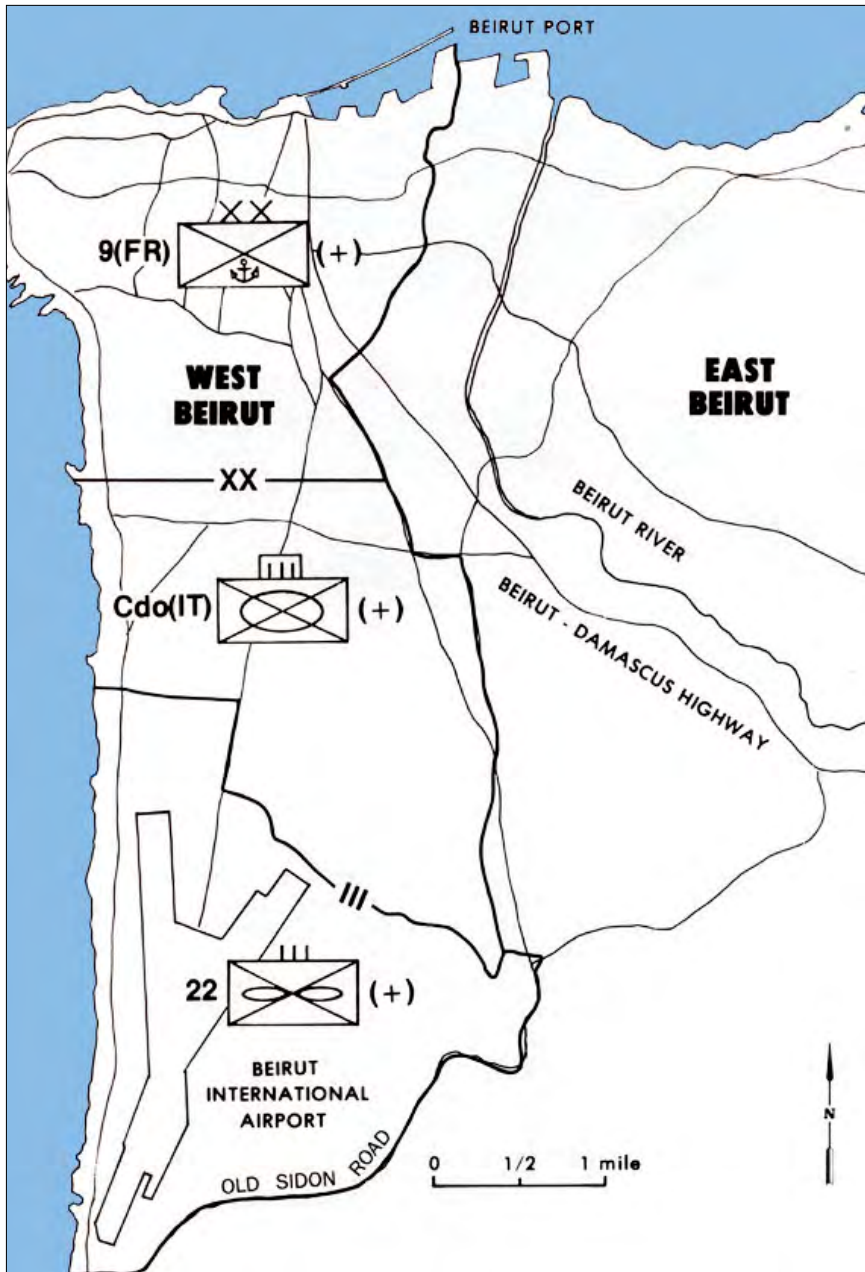 BEIRUT PORT
9(FR)
(+)
WEST
BEIRUT
EAST
BEIRUT
XX
BEIRUT RIVER
Cdo(IT)
(+)
BEIRUT - DAMASCUS HIGHWAY
III
22
(+)
BEIRUT
INTERNATIONAL
AIRPORT
OLD SIDON ROAD
0 1/2 1 mile
N